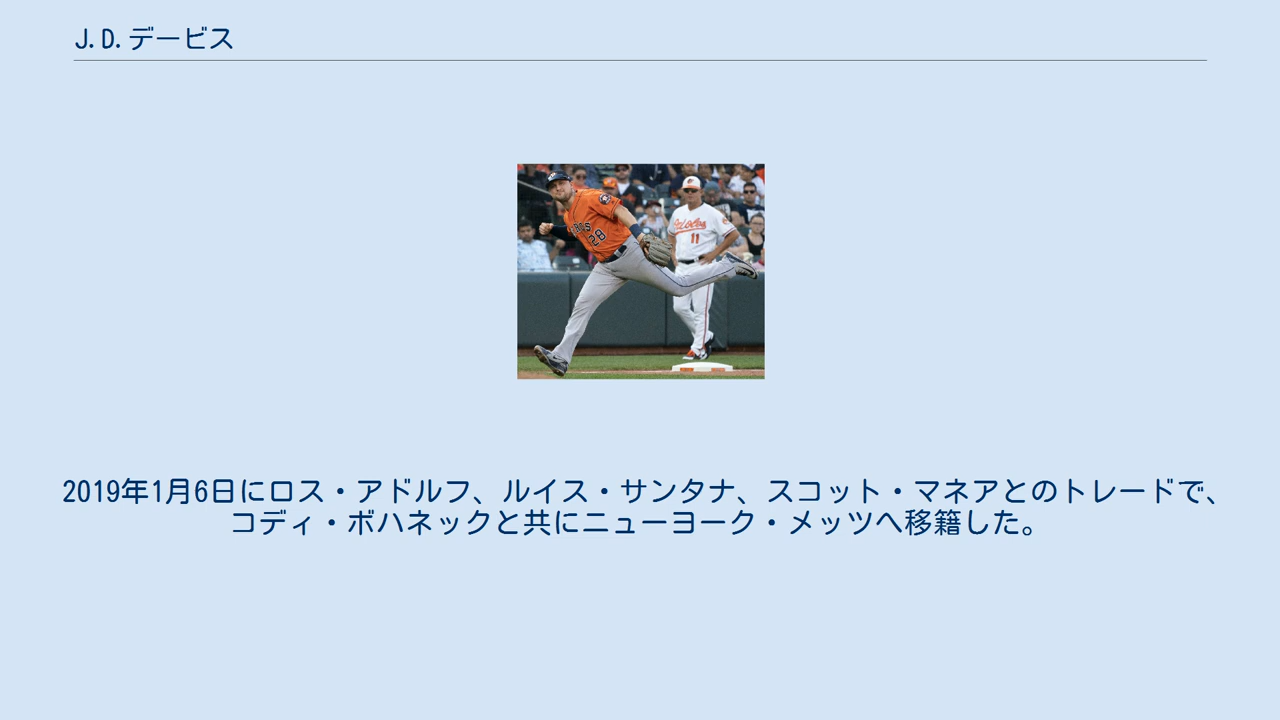 J.D.デービス
28
Orioles
11
2019年1月6日にロス・アドルフ、ルイス・サンタナ、スコット・マネアとのトレードで、
コディ・ボハネックと共にニューヨーク・メッツへ移籍した。